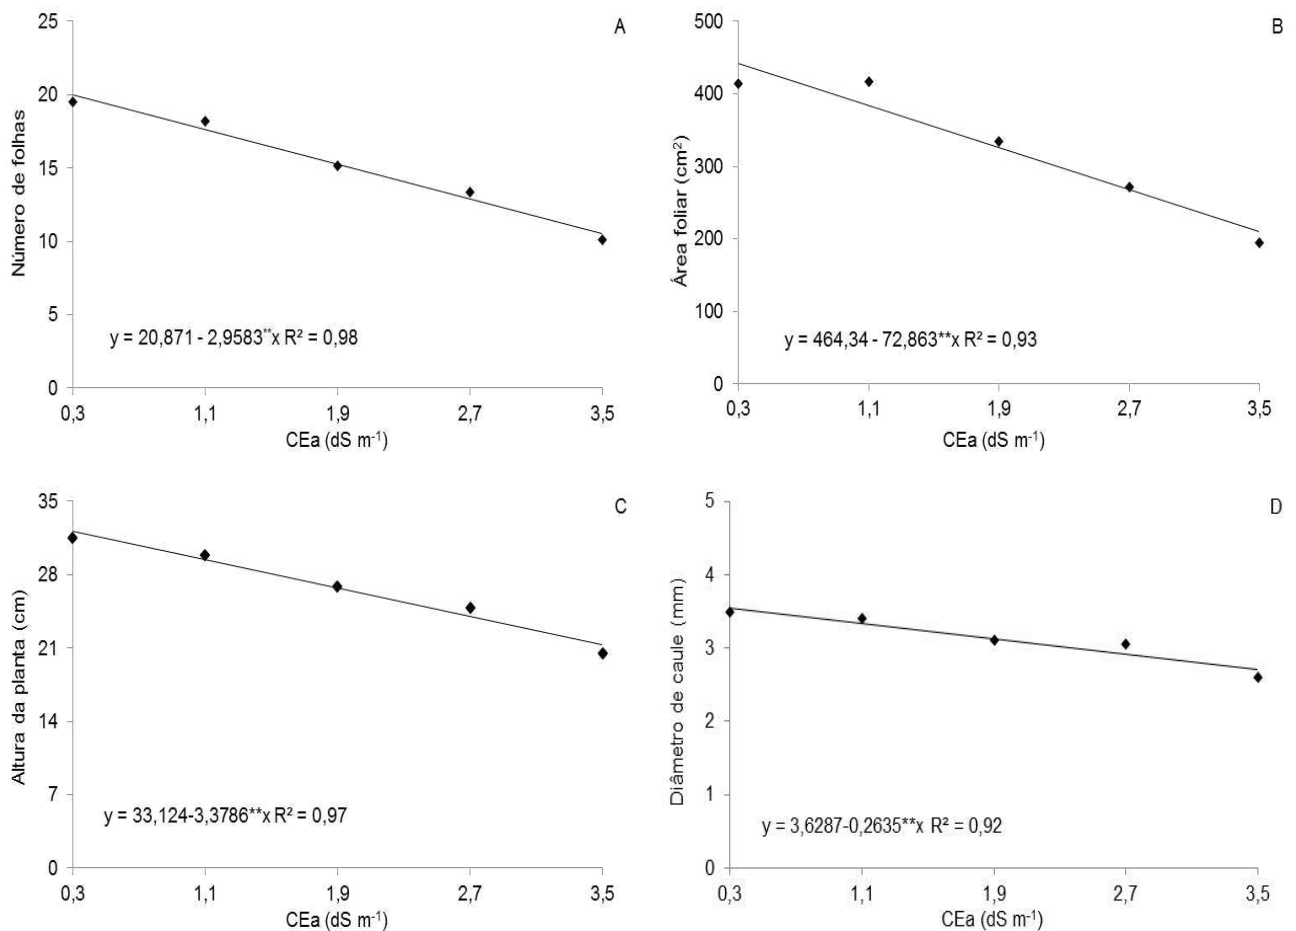 A
Número de folhas
25
20
15
10
5
0
y = 20,871 - 2,9583**x R² = 0,98
0,3 1,1 1,9 2,7 3,5
CEa (dS m-1)
B
Área foliar (cm²)
500
400
300
200
100
0
y = 464,34 - 72,863**x R² = 0,93
0,3 1,1 1,9 2,7 3,5
CEa (dS m-1)
C
Altura da planta (cm)
35
28
21
14
7
0
y = 33,124-3,3786**x R² = 0,97
0,3 1,1 1,9 2,7 3,5
CEa (dS m-1)
D
Diâmetro de caule (mm)
5
4
3
2
1
0
y = 3,6287-0,2635**x R² = 0,92
0,3 1,1 1,9 2,7 3,5
CEa (dS m-1)